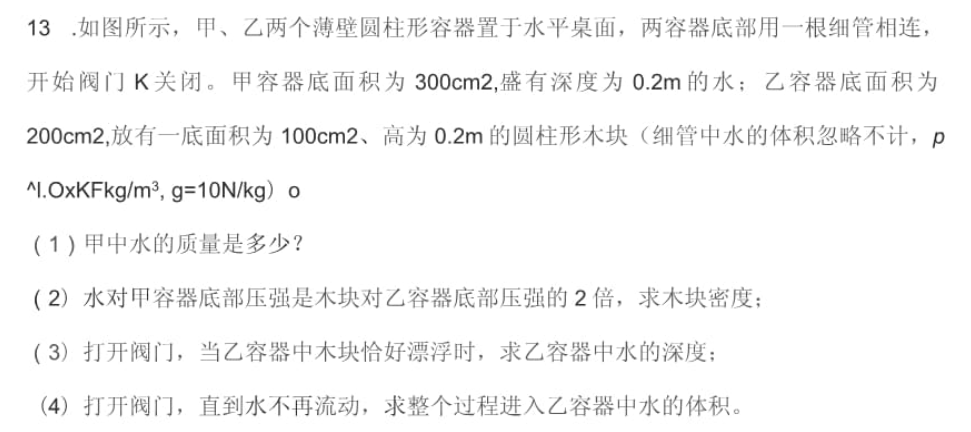 13 .如图所示，甲、乙两个薄壁圆柱形容器置于水平桌面，两容器底部用一根细管相连，
开始阀门 K 关闭。甲容器底面积为 300cm2,盛有深度为 0.2m 的水；乙容器底面积为
200cm2,放有一底面积为 100cm2、高为 0.2m 的圆柱形木块（细管中水的体积忽略不计，p
^l.OxKFkg/m³, g=10N/kg）o
(1) 甲中水的质量是多少？
(2）水对甲容器底部压强是木块对乙容器底部压强的 2 倍，求木块密度；
(3）打开阀门，当乙容器中木块恰好漂浮时，求乙容器中水的深度；
（4）打开阀门，直到水不再流动，求整个过程进入乙容器中水的体积。